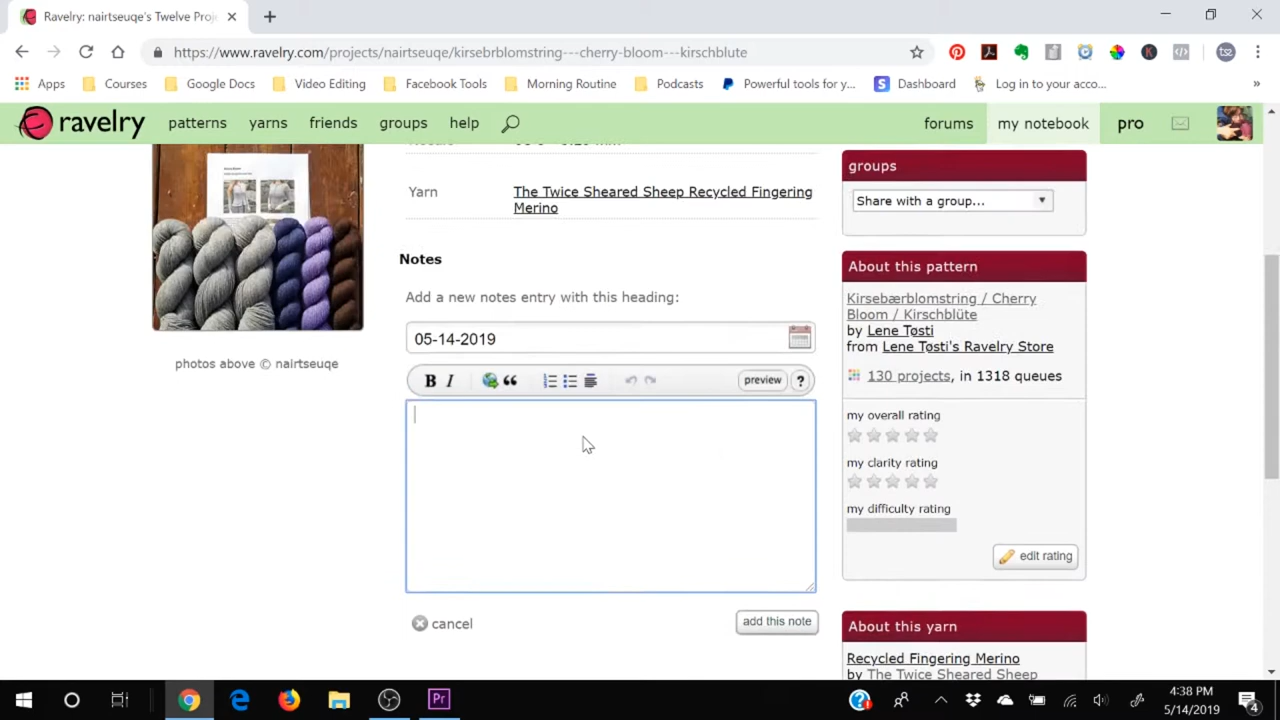 Ravelry: nairtseuqe's Twelve Proj
https://www.ravelry.com/projects/nairtseuqe/kirsebrblomstring---cherry-bloom---kirschblute
Apps Courses Google Docs Video Editing Facebook Tools Morning Routine Podcasts Powerful tools for y... Dashboard Log in to your acco... »
ravelry patterns yarns friends groups help forums my notebook pro
Yarn The Twice Sheared Sheep Recycled Fingering
Merino
Notes
Add a new notes entry with this heading:
05-14-2019
B I preview ?
cancel add this note
photos above © nairtseuqe
groups
Share with a group...
About this pattern
Kirsebærblomstring / Cherry
Bloom / Kirschblüte
by Lene Tøsti
from Lene Tøsti's Ravelry Store
130 projects, in 1318 queues
my overall rating
my clarity rating
my difficulty rating
edit rating
About this yarn
Recycled Fingering Merino
by The Twice Sheared Sheep
Pr
4:38 PM
5/14/2019
4